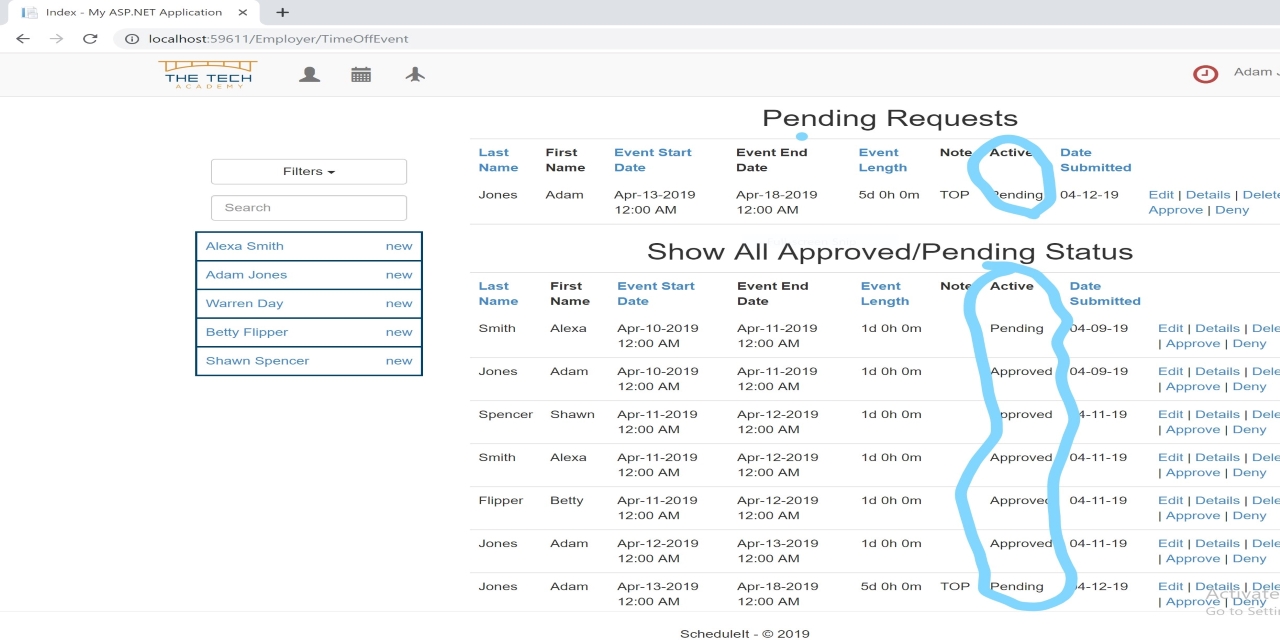 Index - My ASP.NET Application
localhost:59611/Employer/TimeOffEvent
THE TECH
ACADEMY
Adam J
Filters
Search
Alexa Smith new
Adam Jones new
Warren Day new
Betty Flipper new
Shawn Spencer new
Pending Requests
Last First Event Start Event End Event Note Active Date
Name Name Date Date Length Submitted
Jones Adam Apr-13-2019 Apr-18-2019 5d 0h 0m TOP Pending 04-12-19 Edit | Details | Delete
12:00 AM 12:00 AM Approve | Deny
Show All Approved/Pending Status
Last First Event Start Event End Event Note Active Date
Name Name Date Date Length Submitted
Smith Alexa Apr-10-2019 Apr-11-2019 1d 0h 0m Pending 04-09-19 Edit | Details | Dele
12:00 AM 12:00 AM | Approve | Deny
Jones Adam Apr-10-2019 Apr-11-2019 1d 0h 0m Approved 04-09-19 Edit | Details | Dele
12:00 AM 12:00 AM | Approve | Deny
Spencer Shawn Apr-11-2019 Apr-12-2019 1d 0h 0m Approved 04-11-19 Edit | Details | Dele
12:00 AM 12:00 AM | Approve | Deny
Smith Alexa Apr-11-2019 Apr-12-2019 1d 0h 0m Approved 04-11-19 Edit | Details | Dele
12:00 AM 12:00 AM | Approve | Deny
Flipper Betty Apr-11-2019 Apr-12-2019 1d 0h 0m Approved 04-11-19 Edit | Details | Dele
12:00 AM 12:00 AM | Approve | Deny
Jones Adam Apr-12-2019 Apr-13-2019 1d 0h 0m Approved 04-11-19 Edit | Details | Dele
12:00 AM 12:00 AM | Approve | Deny
Jones Adam Apr-13-2019 Apr-18-2019 5d 0h 0m TOP Pending 04-12-19 Edit | Details | Dele
12:00 AM 12:00 AM | Approve | Deny
Activate
Go to Setti
ScheduleIt - © 2019